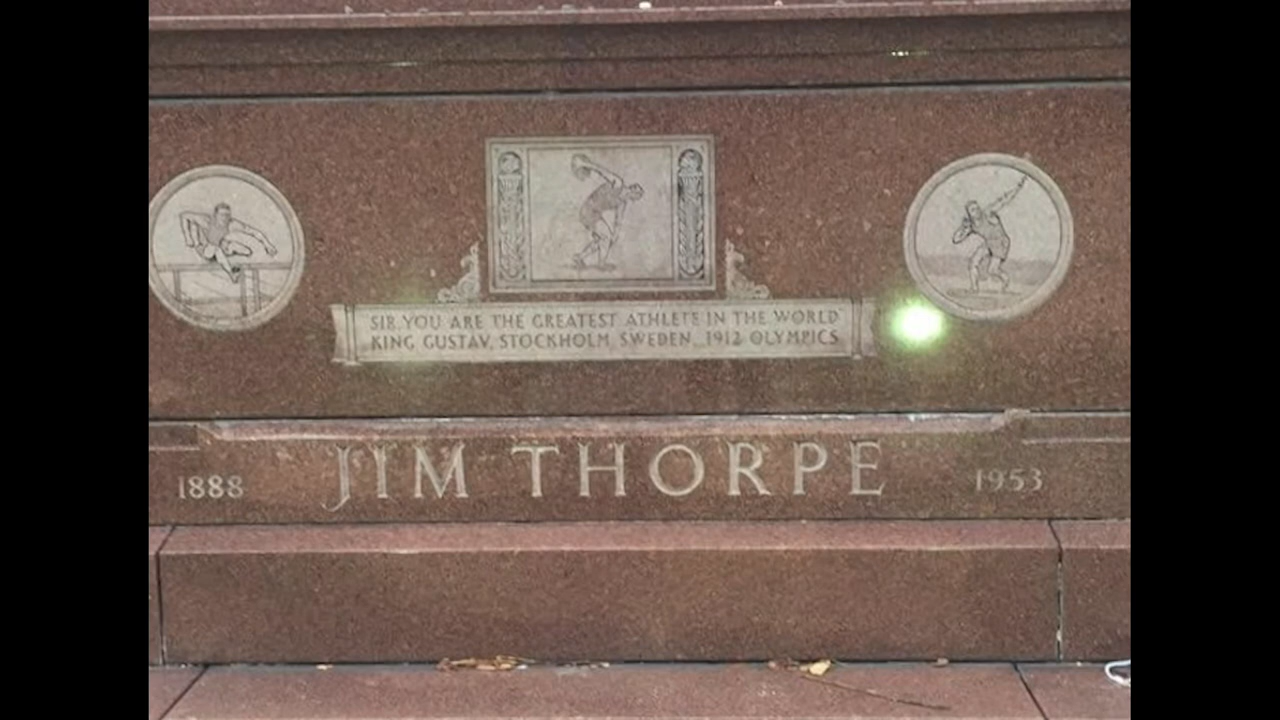 SIR, YOU ARE THE GREATEST ATHLETE IN THE WORLD
KING GUSTAV, STOCKHOLM, SWEDEN, 1912 OLYMPICS
1888 JIM THORPE 1953